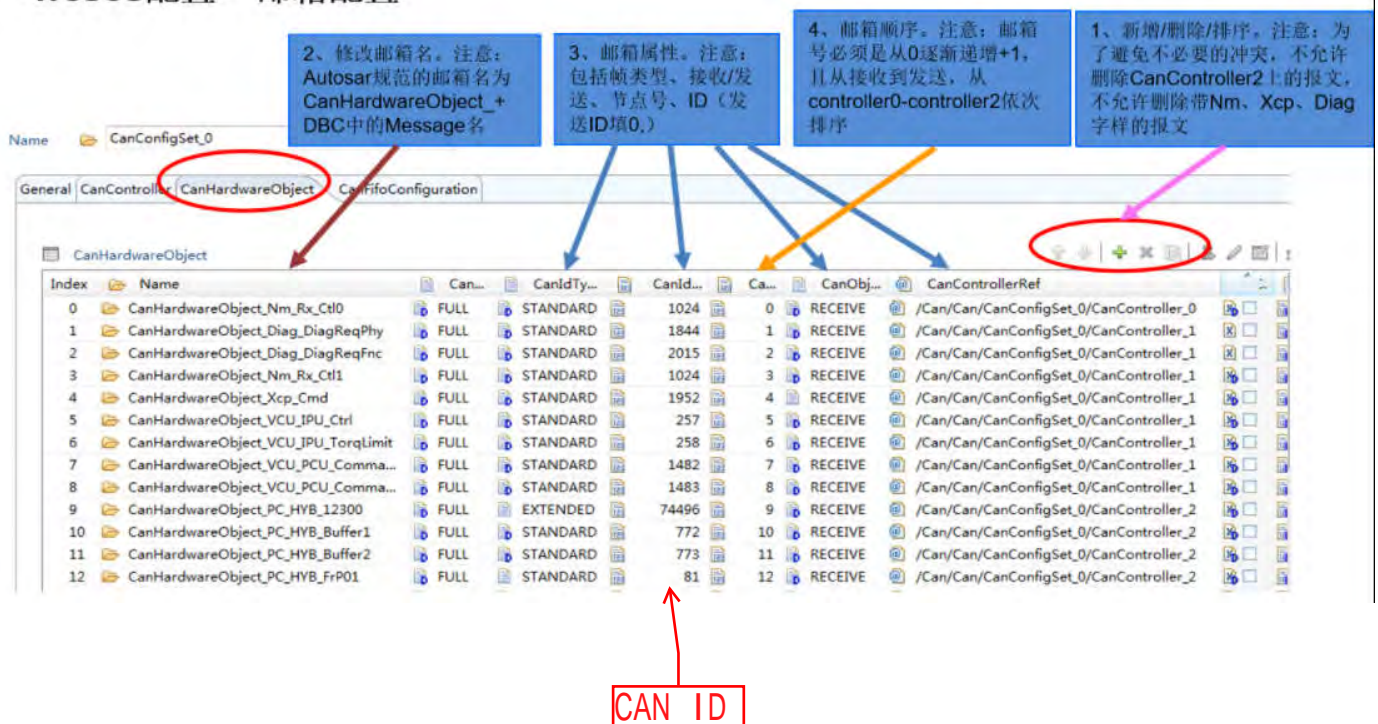 2、修改邮箱名。注意:
Autosar规范的邮箱名为
CanHardwareObject_+
DBC中的Message名
3、邮箱属性。注意:
包括帧类型、接收/发
送、节点号、ID(发
送ID填0,)
4、邮箱顺序。注意:邮箱
号必须是从0逐渐递增+1,
且从接收到发送,从
controller0-controller2依次
排序
1、新增/删除/排序。注意:为
了避免不必要的冲突,不允许
删除CanController2上的报文,
不允许删除带Nm、Xcp、Diag
字样的报文
Name CanConfigSet_0
General CanController CanHardwareObject CanFifoConfiguration
CanHardwareObject
Index Name Can... CanIdTy... CanId... Ca... CanObj... CanControllerRef
0 CanHardwareObject_Nm_Rx_Ctl0 FULL STANDARD 1024 0 RECEIVE /Can/Can/CanConfigSet_0/CanController_0
1 CanHardwareObject_Diag_DiagReqPhy FULL STANDARD 1844 1 RECEIVE /Can/Can/CanConfigSet_0/CanController_1
2 CanHardwareObject_Diag_DiagReqFnc FULL STANDARD 2015 2 RECEIVE /Can/Can/CanConfigSet_0/CanController_1
3 CanHardwareObject_Nm_Rx_Ctl1 FULL STANDARD 1024 3 RECEIVE /Can/Can/CanConfigSet_0/CanController_1
4 CanHardwareObject_Xcp_Cmd FULL STANDARD 1952 4 RECEIVE /Can/Can/CanConfigSet_0/CanController_1
5 CanHardwareObject_VCU_IPU_Ctrl FULL STANDARD 257 5 RECEIVE /Can/Can/CanConfigSet_0/CanController_1
6 CanHardwareObject_VCU_IPU_TorqLimit FULL STANDARD 258 6 RECEIVE /Can/Can/CanConfigSet_0/CanController_1
7 CanHardwareObject_VCU_PCU_Comma... FULL STANDARD 1482 7 RECEIVE /Can/Can/CanConfigSet_0/CanController_1
8 CanHardwareObject_VCU_PCU_Comma... FULL STANDARD 1483 8 RECEIVE /Can/Can/CanConfigSet_0/CanController_1
9 CanHardwareObject_PC_HYB_12300 FULL EXTENDED 74496 9 RECEIVE /Can/Can/CanConfigSet_0/CanController_2
10 CanHardwareObject_PC_HYB_Buffer1 FULL STANDARD 772 10 RECEIVE /Can/Can/CanConfigSet_0/CanController_2
11 CanHardwareObject_PC_HYB_Buffer2 FULL STANDARD 773 11 RECEIVE /Can/Can/CanConfigSet_0/CanController_2
12 CanHardwareObject_PC_HYB_FrP01 FULL STANDARD 81 12 RECEIVE /Can/Can/CanConfigSet_0/CanController_2
CAN ID